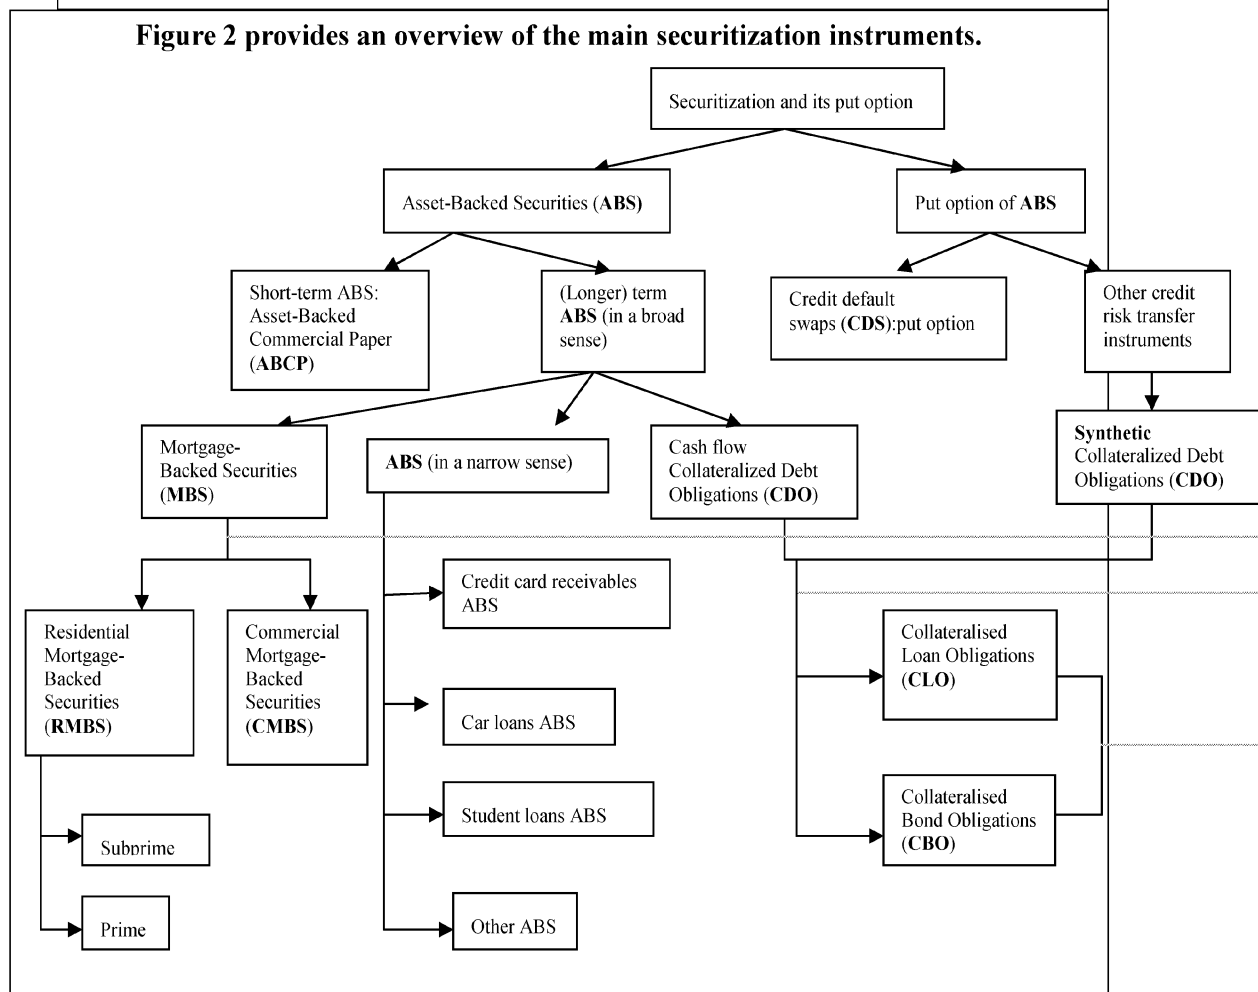 Figure 2 provides an overview of the main securitization instruments.
Securitization and its put option
Asset-Backed Securities (ABS)
Put option of ABS
Short-term ABS:
Asset-Backed
Commercial Paper
(ABCP)
(Longer) term
ABS (in a broad
sense)
Credit default
swaps (CDS):put option
Other credit
risk transfer
instruments
Mortgage-
Backed Securities
(MBS)
ABS (in a narrow sense)
Cash flow
Collateralized Debt
Obligations (CDO)
Synthetic
Collateralized Debt
Obligations (CDO)
Credit card receivables
ABS
Residential
Mortgage-
Backed
Securities
(RMBS)
Commercial
Mortgage-
Backed
Securities
(CMBS)
Collateralised
Loan Obligations
(CLO)
Car loans ABS
Student loans ABS
Collateralised
Bond Obligations
(CBO)
Subprime
Prime
Other ABS